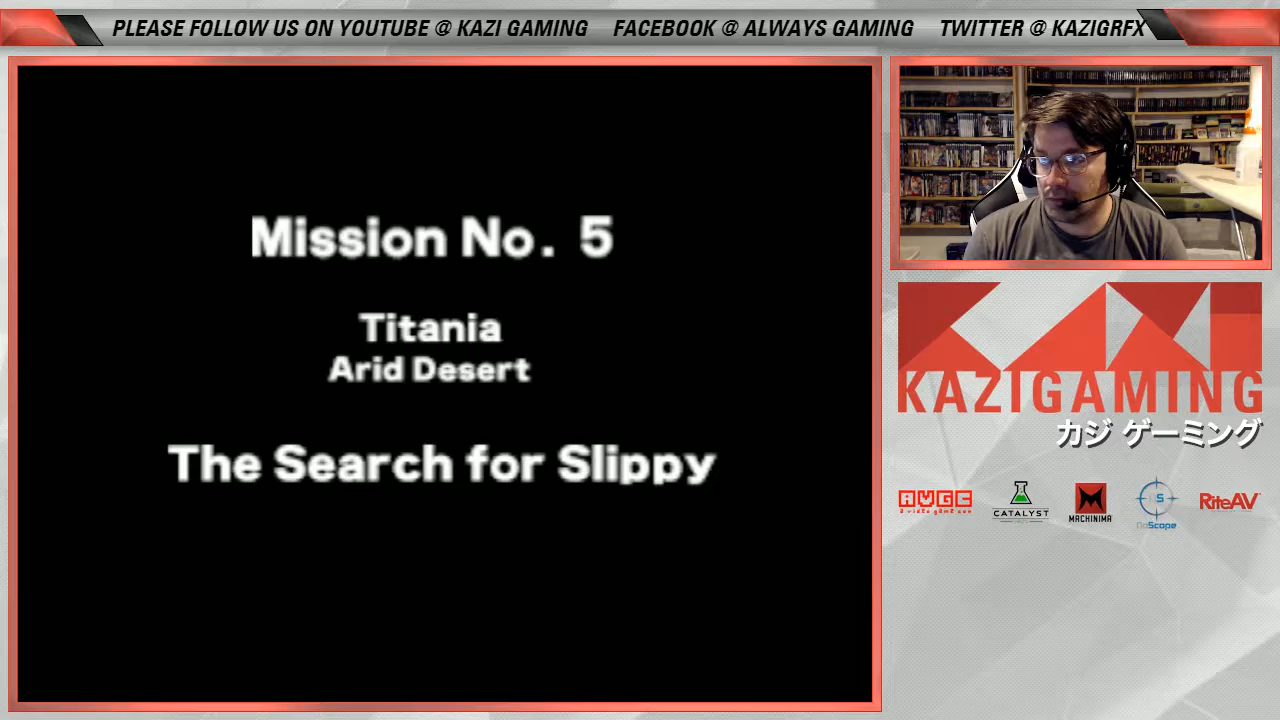 PLEASE FOLLOW US ON YOUTUBE @ KAZI GAMING FACEBOOK @ ALWAYS GAMING TWITTER @ KAZIGRFX
Mission No. 5
Titania
Arid Desert
The Search for Slippy
KAZI
KAZIGAMING
カジ ゲーミング
AVGC
CATALYST
MACHINIMA
RiteAV